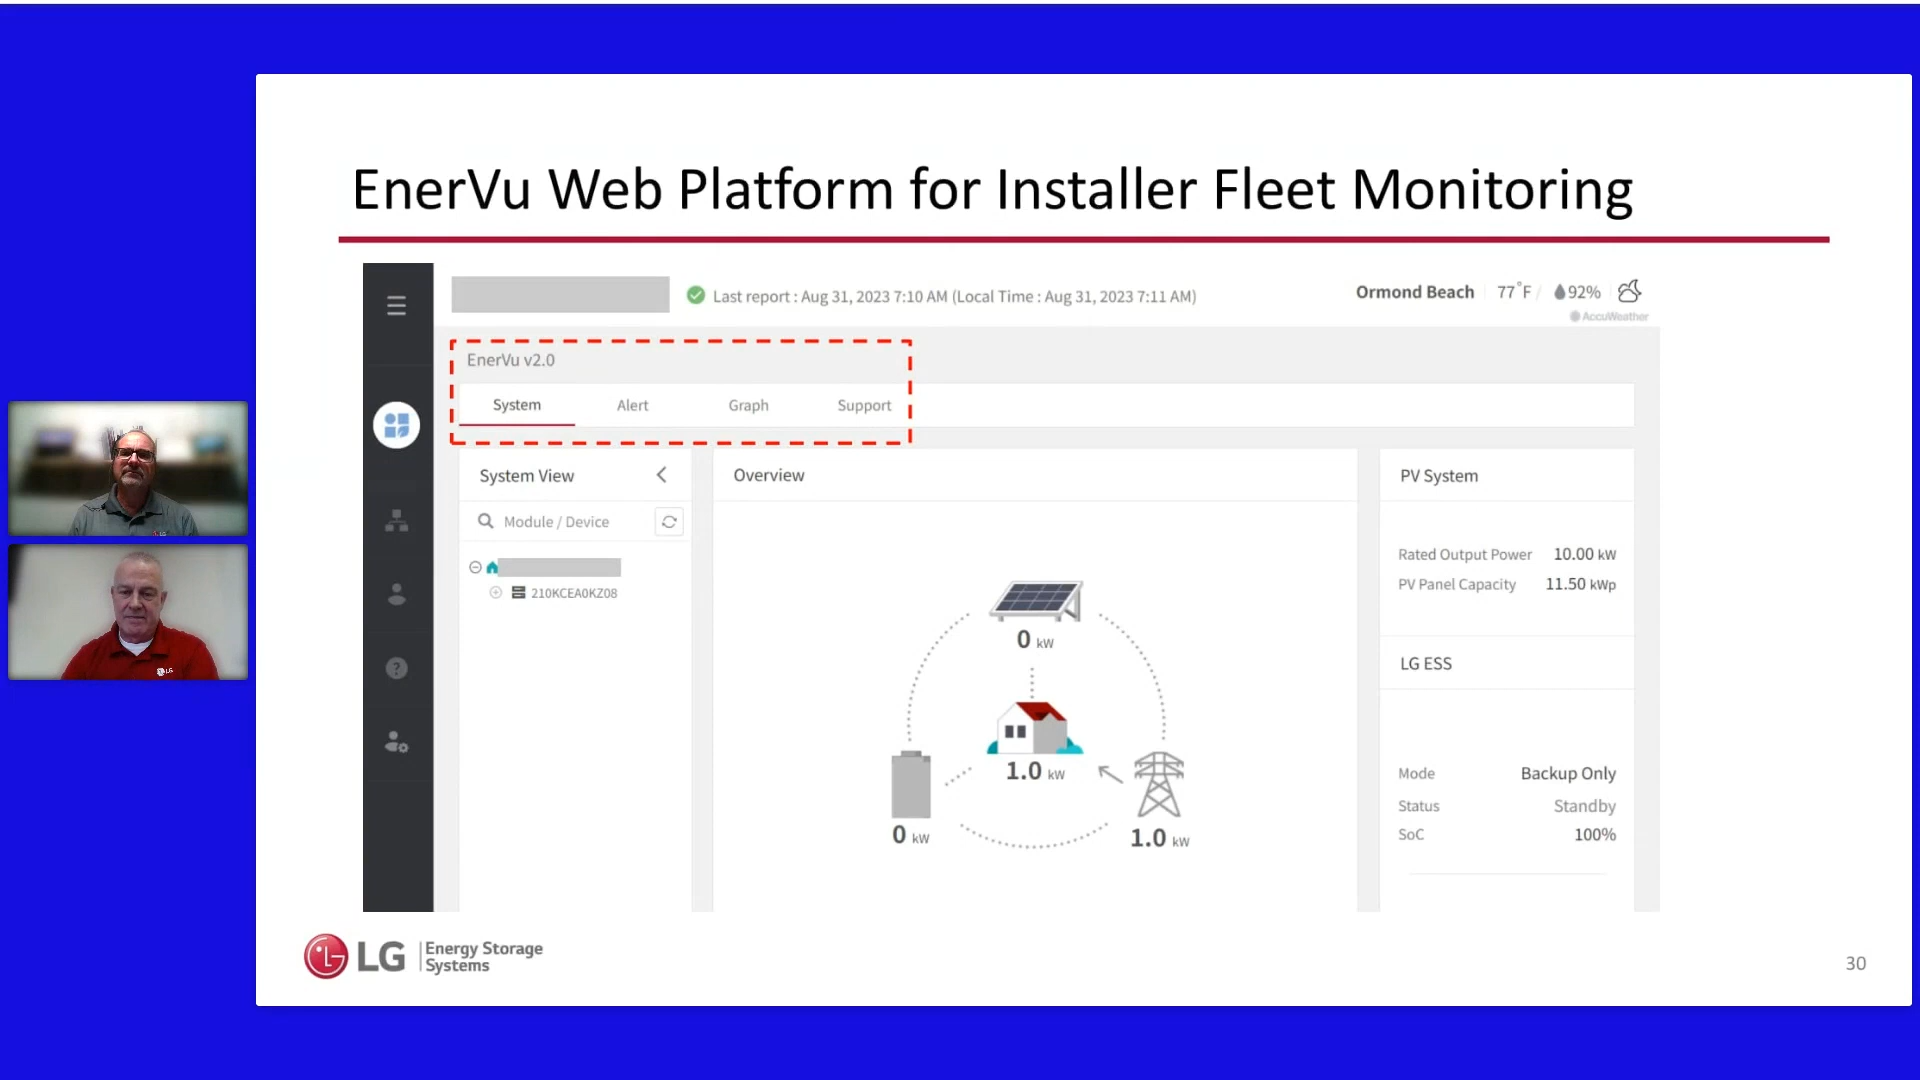 EnerVu Web Platform for Installer Fleet Monitoring
Last report : Aug 31, 2023 7:10 AM (Local Time : Aug 31, 2023 7:11 AM)
Ormond Beach 77°F / 92%
AccuWeather
EnerVu v2.0
System Alert Graph Support
System View
Module / Device
210KCEA0KZ08
Overview
0 kW
1.0 kW
0 kW
1.0 kW
PV System
Rated Output Power 10.00 kW
PV Panel Capacity 11.50 kWp
LG ESS
Mode Backup Only
Status Standby
SoC 100%
LG Energy Storage
Systems
30
LG
LG